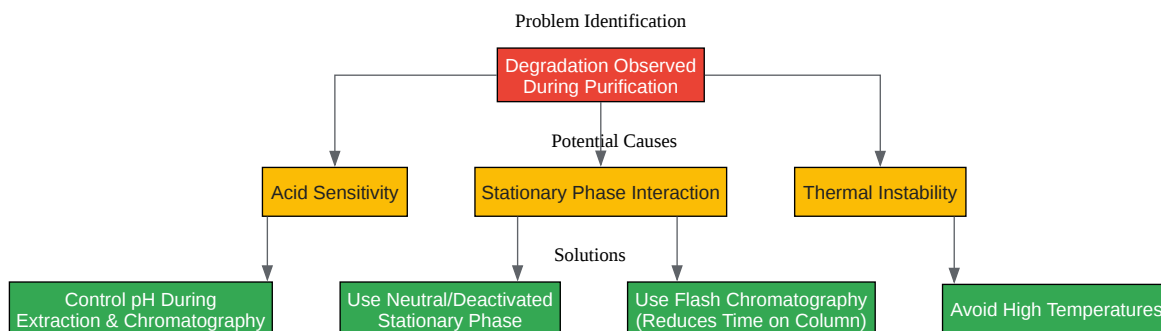 Problem Identification
Degradation Observed
During Purification
Potential Causes
Acid Sensitivity
Stationary Phase Interaction
Thermal Instability
Solutions
Control pH During
Extraction & Chromatography
Use Neutral/Deactivated
Stationary Phase
Use Flash Chromatography
(Reduces Time on Column)
Avoid High Temperatures